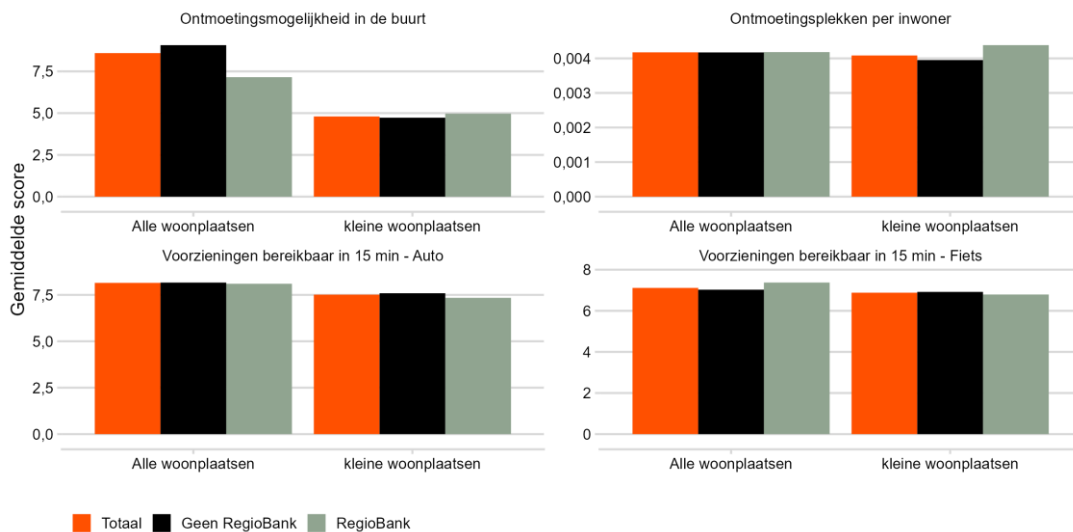 Ontmoetingsmogelijkheid in de buurt
Ontmoetingsplekken per inwoner
7,5
5,0
2,5
0,0
0,004
0,003
0,002
0,001
0,000
Alle woonplaatsen
kleine woonplaatsen
Alle woonplaatsen
kleine woonplaatsen
Gemiddelde score
Voorzieningen bereikbaar in 15 min - Auto
Voorzieningen bereikbaar in 15 min - Fiets
7,5
5,0
2,5
0,0
8
6
4
2
0
Alle woonplaatsen
kleine woonplaatsen
Alle woonplaatsen
kleine woonplaatsen
Totaal
Geen RegioBank
RegioBank